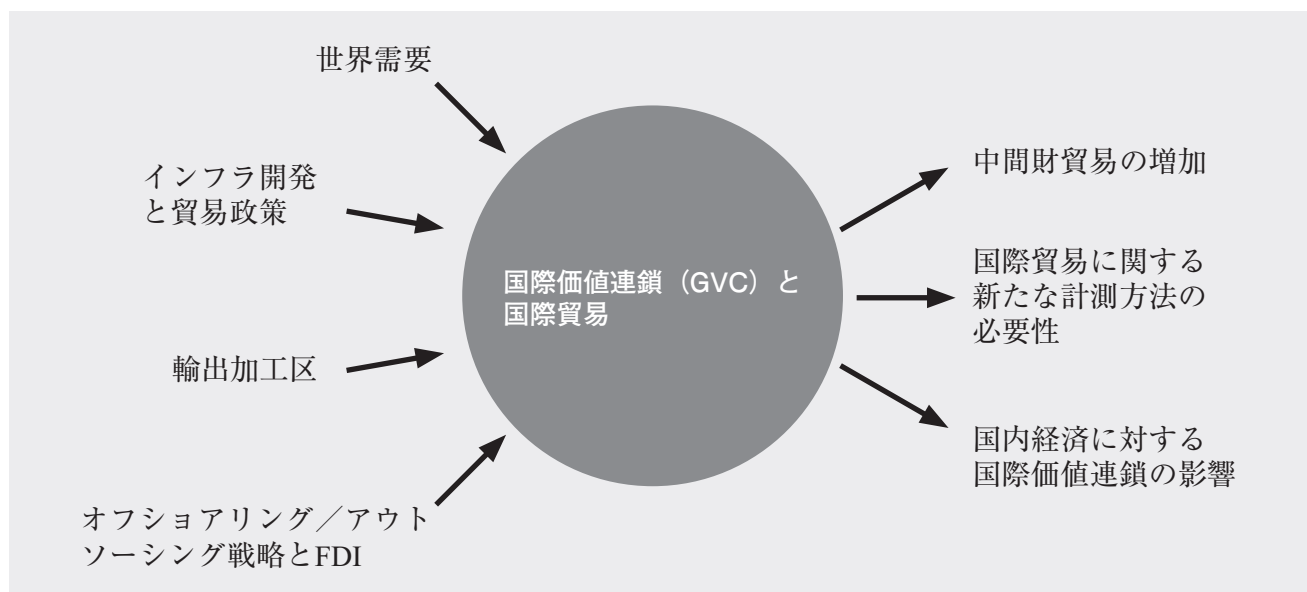 世界需要
インフラ開発
と貿易政策
輸出加工区
オフショアリング／アウト
ソーシング戦略とFDI
国際価値連鎖（GVC）と
国際貿易
中間財貿易の増加
国際貿易に関する
新たな計測方法の
必要性
国内経済に対する
国際価値連鎖の影響